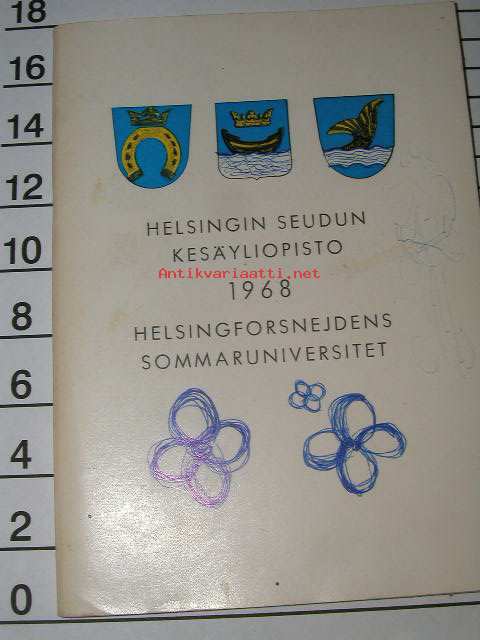 18
16
14
12
10
8
6
4
2
0
HELSINGIN SEUDUN
KESÄYLIOPISTO
Antikvariaatti.net
1968
HELSINGFORSNEJDENS
SOMMARUNIVERSITET